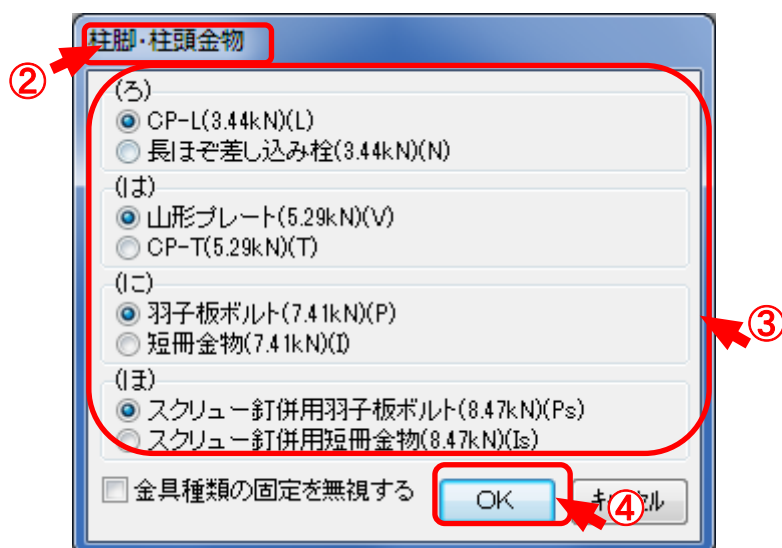 柱脚・柱頭金物
②
(ろ)
CP-L(3.44kN)(L)
長ほぞ差し込み栓(3.44kN)(N)
(は)
山形プレート(5.29kN)(V)
CP-T(5.29kN)(T)
(に)
羽子板ボルト(7.41kN)(P)
短冊金物(7.41kN)(I)
③
(ほ)
スクリュー釘併用羽子板ボルト(8.47kN)(Ps)
スクリュー釘併用短冊金物(8.47kN)(Is)
金具種類の固定を無視する
OK
④